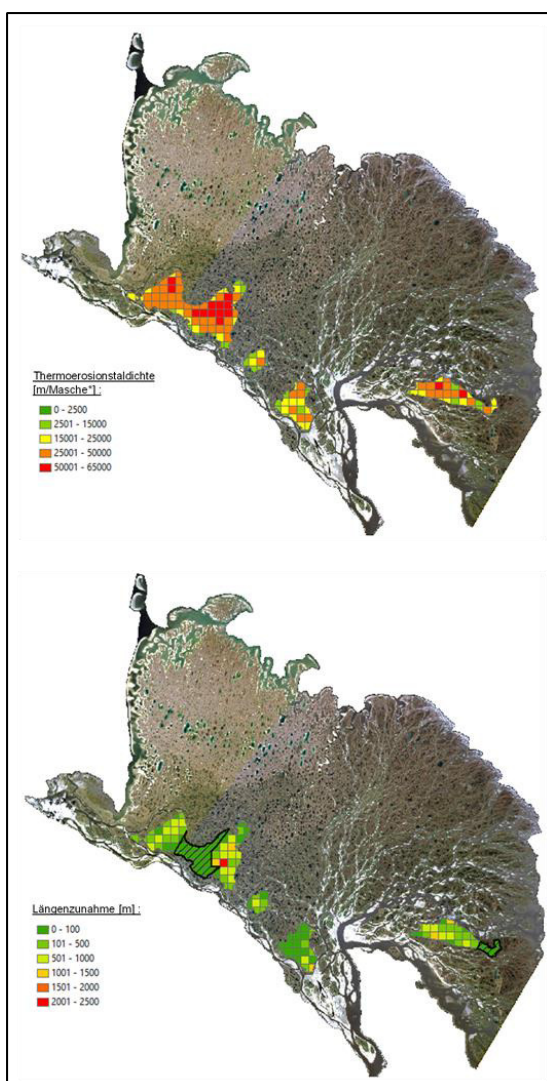 Thermoerosionstaldichte
[m/Masche*] :
0 - 2500
2501 - 15000
15001 - 25000
25001 - 50000
50001 - 65000
Längenzunahme [m] :
0 - 100
101 - 500
501 - 1000
1001 - 1500
1501 - 2000
2001 - 2500